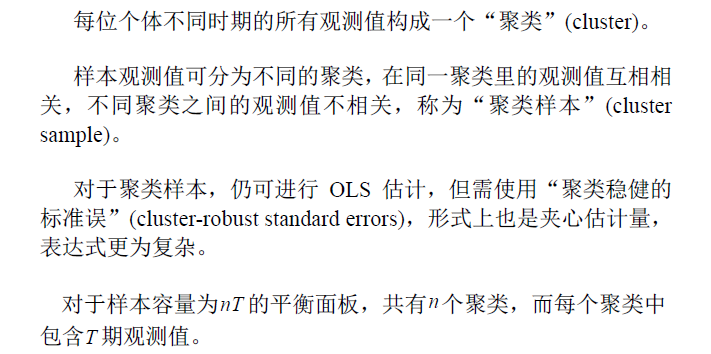 每位个体不同时期的所有观测值构成一个“聚类”(cluster)。
样本观测值可分为不同的聚类，在同一聚类里的观测值互相相
关，不同聚类之间的观测值不相关，称为“聚类样本”(cluster
sample)。
对于聚类样本，仍可进行 OLS 估计，但需使用“聚类稳健的
标准误”(cluster-robust standard errors)，形式上也是夹心估计量，
表达式更为复杂。
对于样本容量为nT的平衡面板，共有n个聚类，而每个聚类中
包含T期观测值。